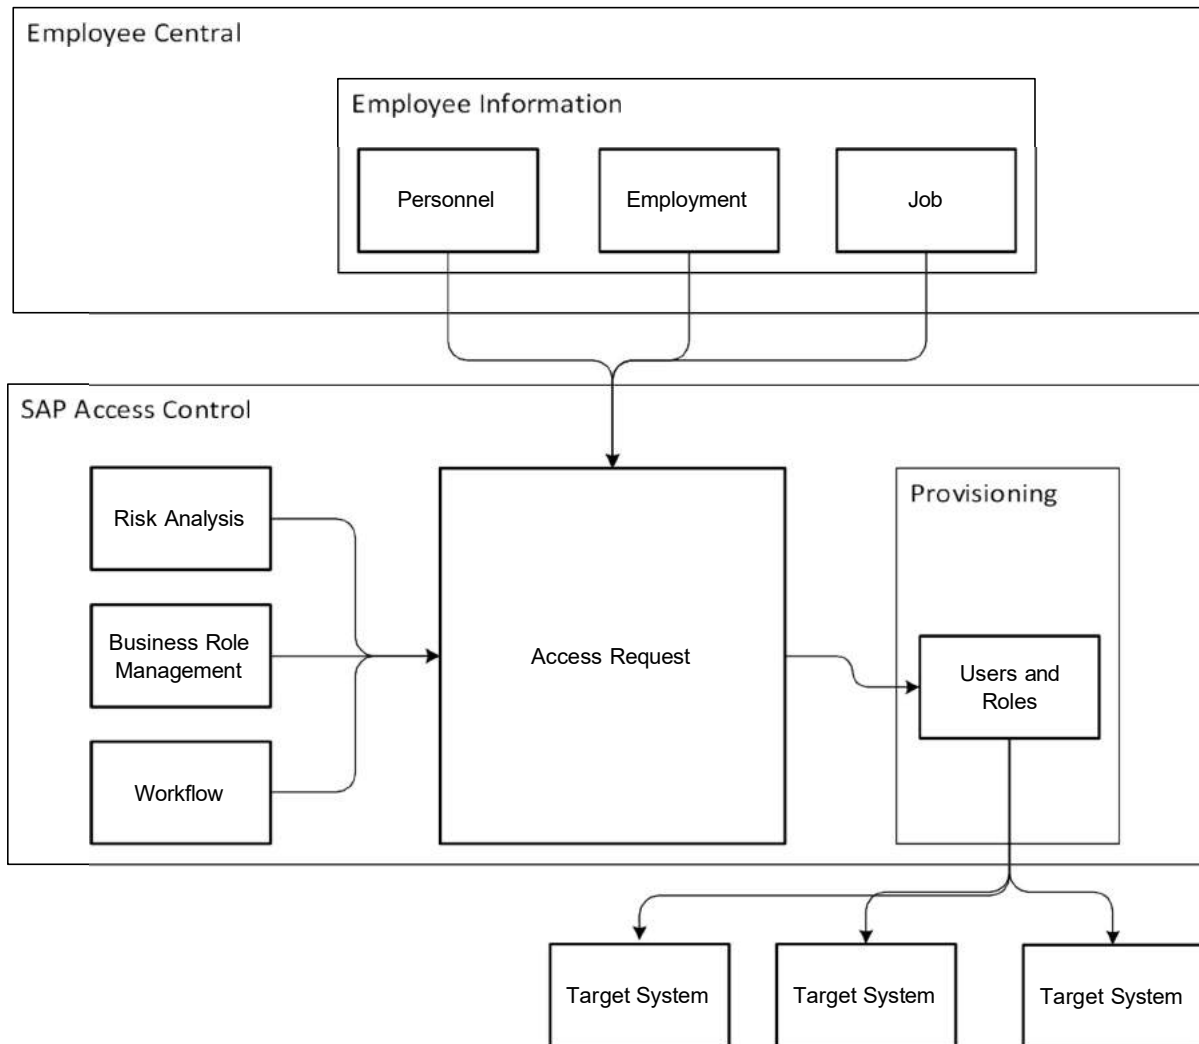 Employee Central
Employee Information
Personnel
Employment
Job
SAP Access Control
Risk Analysis
Business Role
Management
Workflow
Access Request
Provisioning
Users and
Roles
Target System
Target System
Target System